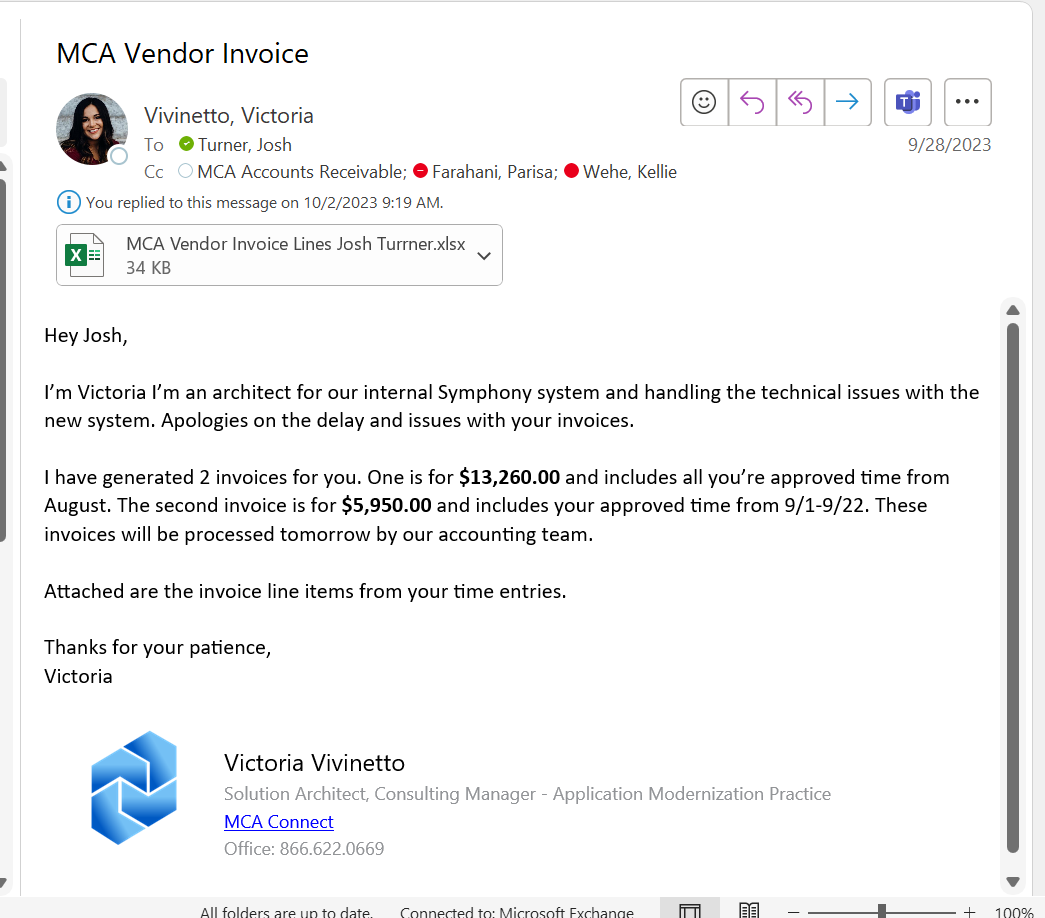 MCA Vendor Invoice
Vivinetto, Victoria
To Turner, Josh
9/28/2023
Cc MCA Accounts Receivable; Farahani, Parisa; Wehe, Kellie
You replied to this message on 10/2/2023 9:19 AM.
MCA Vendor Invoice Lines Josh Turrner.xlsx
34 KB
Hey Josh,
I’m Victoria I’m an architect for our internal Symphony system and handling the technical issues with the
new system. Apologies on the delay and issues with your invoices.
I have generated 2 invoices for you. One is for $13,260.00 and includes all you’re approved time from
August. The second invoice is for $5,950.00 and includes your approved time from 9/1-9/22. These
invoices will be processed tomorrow by our accounting team.
Attached are the invoice line items from your time entries.
Thanks for your patience,
Victoria
Victoria Vivinetto
Solution Architect, Consulting Manager - Application Modernization Practice
MCA Connect
Office: 866.622.0669
All folders are up to date. Connected to: Microsoft Exchange 100%